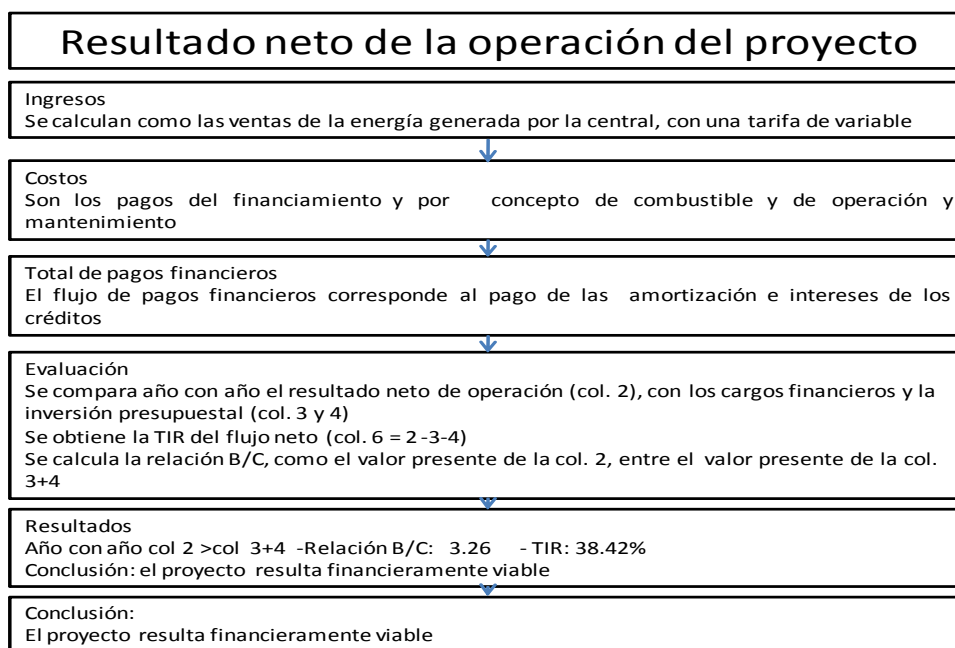 Resultado neto de la operación del proyecto
Ingresos
Se calculan como las ventas de la energía generada por la central, con una tarifa de variable
Costos
Son los pagos del financiamiento y por concepto de combustible y de operación y
mantenimiento
Total de pagos financieros
El flujo de pagos financieros corresponde al pago de las amortización e intereses de los
créditos
Evaluación
Se compara año con año el resultado neto de operación (col. 2), con los cargos financieros y la
inversión presupuestal (col. 3 y 4)
Se obtiene la TIR del flujo neto (col. 6 = 2-3-4)
Se calcula la relación B/C, como el valor presente de la col. 2, entre el valor presente de la col.
3+4
Resultados
Año con año col 2 >col 3+4 -Relación B/C: 3.26 - TIR: 38.42%
Conclusión: el proyecto resulta financieramente viable
Conclusión:
El proyecto resulta financieramente viable